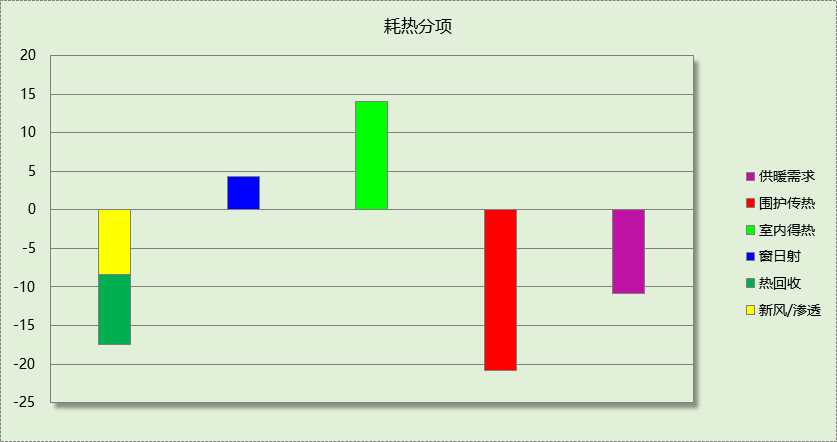 耗热分项
20
15
10
5
0
-5
-10
-15
-20
-25
供暖需求
围护传热
室内得热
窗日射
热回收
新风/渗透